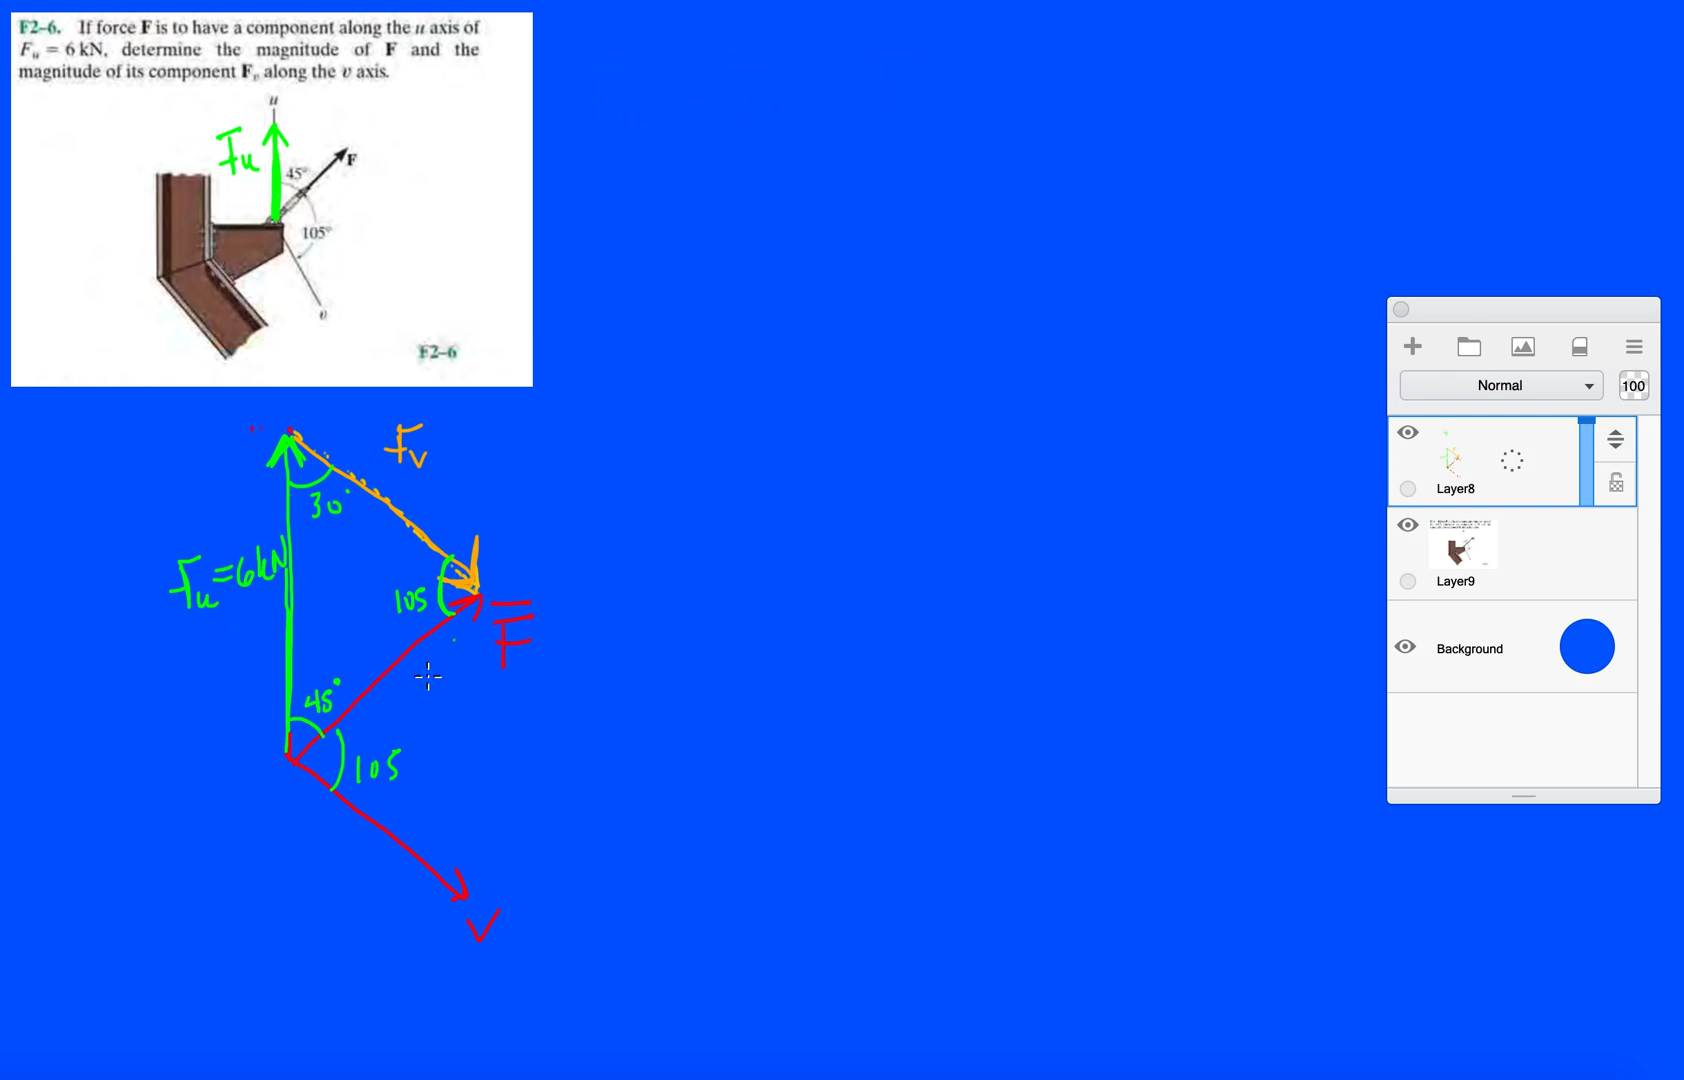 F2–6. If force F is to have a component along the u axis of
Fu = 6 kN, determine the magnitude of F and the
magnitude of its component Fv along the v axis.
u
Fu
F
45°
105°
v
F2–6
Fv
30°
Fu=6kN
105
F
45°
105
V
Normal
100
Layer8
Layer9
Background